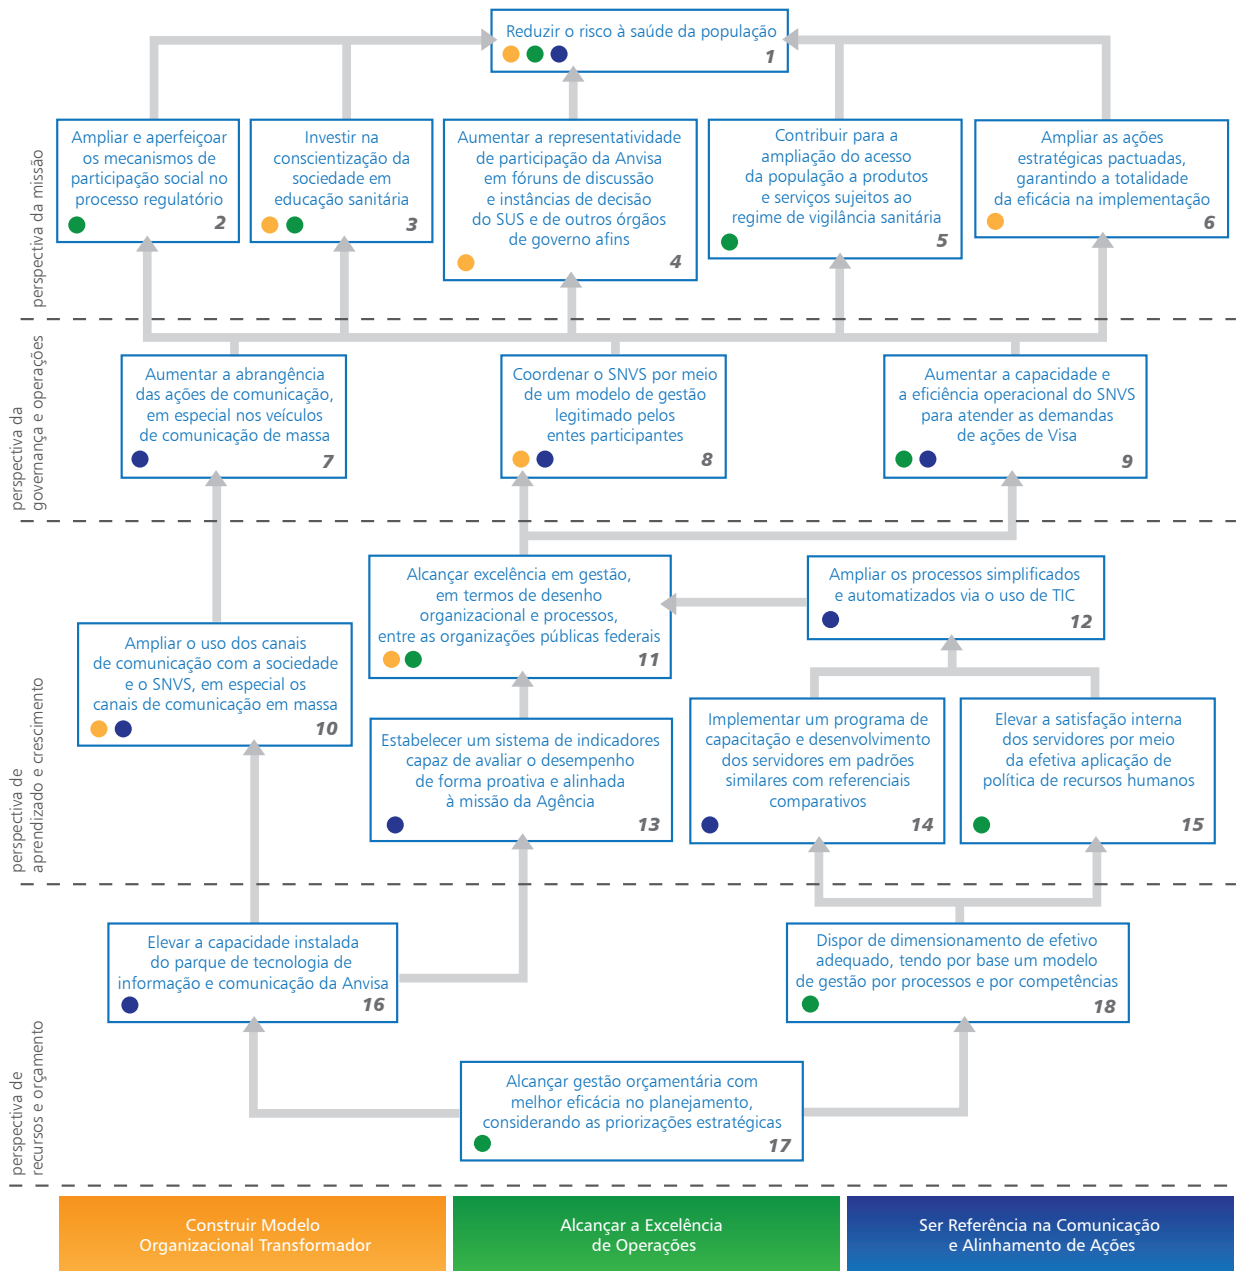 Reduzir o risco à saúde da população
1
perspectiva da missão
Ampliar e aperfeiçoar
os mecanismos de
participação social no
processo regulatório
2
Investir na
conscientização da
sociedade em
educação sanitária
3
Aumentar a representatividade
de participação da Anvisa
em fóruns de discussão
e instâncias de decisão
do SUS e de outros órgãos
de governo afins
4
Contribuir para a
ampliação do acesso
da população a produtos
e serviços sujeitos ao
regime de vigilância sanitária
5
Ampliar as ações
estratégicas pactuadas,
garantindo a totalidade
da eficácia na implementação
6
perspectiva da
governança e operações
Aumentar a abrangência
das ações de comunicação,
em especial nos veículos
de comunicação de massa
7
Coordenar o SNVS por meio
de um modelo de gestão
legitimado pelos
entes participantes
8
Aumentar a capacidade e
a eficiência operacional do SNVS
para atender as demandas
de ações de Visa
9
perspectiva de
aprendizado e crescimento
Ampliar o uso dos canais
de comunicação com a sociedade
e o SNVS, em especial os
canais de comunicação em massa
10
Alcançar excelência em gestão,
em termos de desenho
organizacional e processos,
entre as organizações públicas federais
11
Ampliar os processos simplificados
e automatizados via o uso de TIC
12
Estabelecer um sistema de indicadores
capaz de avaliar o desempenho
de forma proativa e alinhada
à missão da Agência
13
Implementar um programa de
capacitação e desenvolvimento
dos servidores em padrões
similares com referenciais
comparativos
14
Elevar a satisfação interna
dos servidores por meio
da efetiva aplicação de
política de recursos humanos
15
perspectiva de
recursos e orçamento
Elevar a capacidade instalada
do parque de tecnologia de
informação e comunicação da Anvisa
16
Dispor de dimensionamento de efetivo
adequado, tendo por base um modelo
de gestão por processos e por competências
18
Alcançar gestão orçamentária com
melhor eficácia no planejamento,
considerando as priorizações estratégicas
17
Construir Modelo
Organizacional Transformador
Alcançar a Excelência
de Operações
Ser Referência na Comunicação
e Alinhamento de Ações